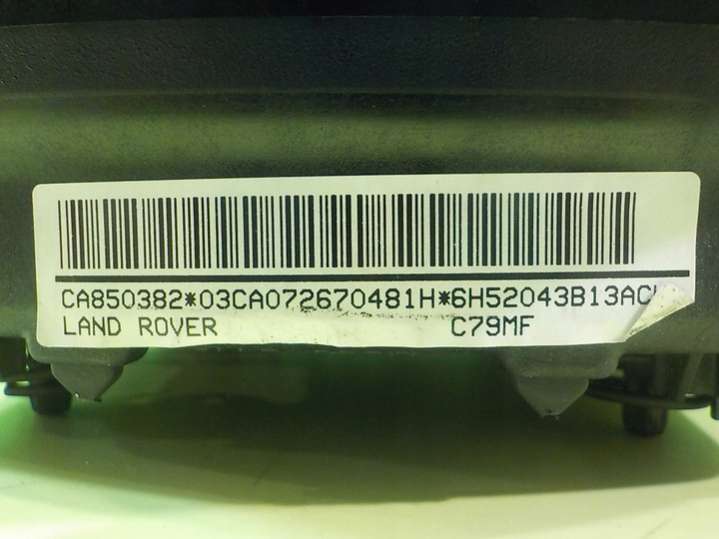 CA850382*03CA072670481H*6H52043B13AC
LAND ROVER C79MF